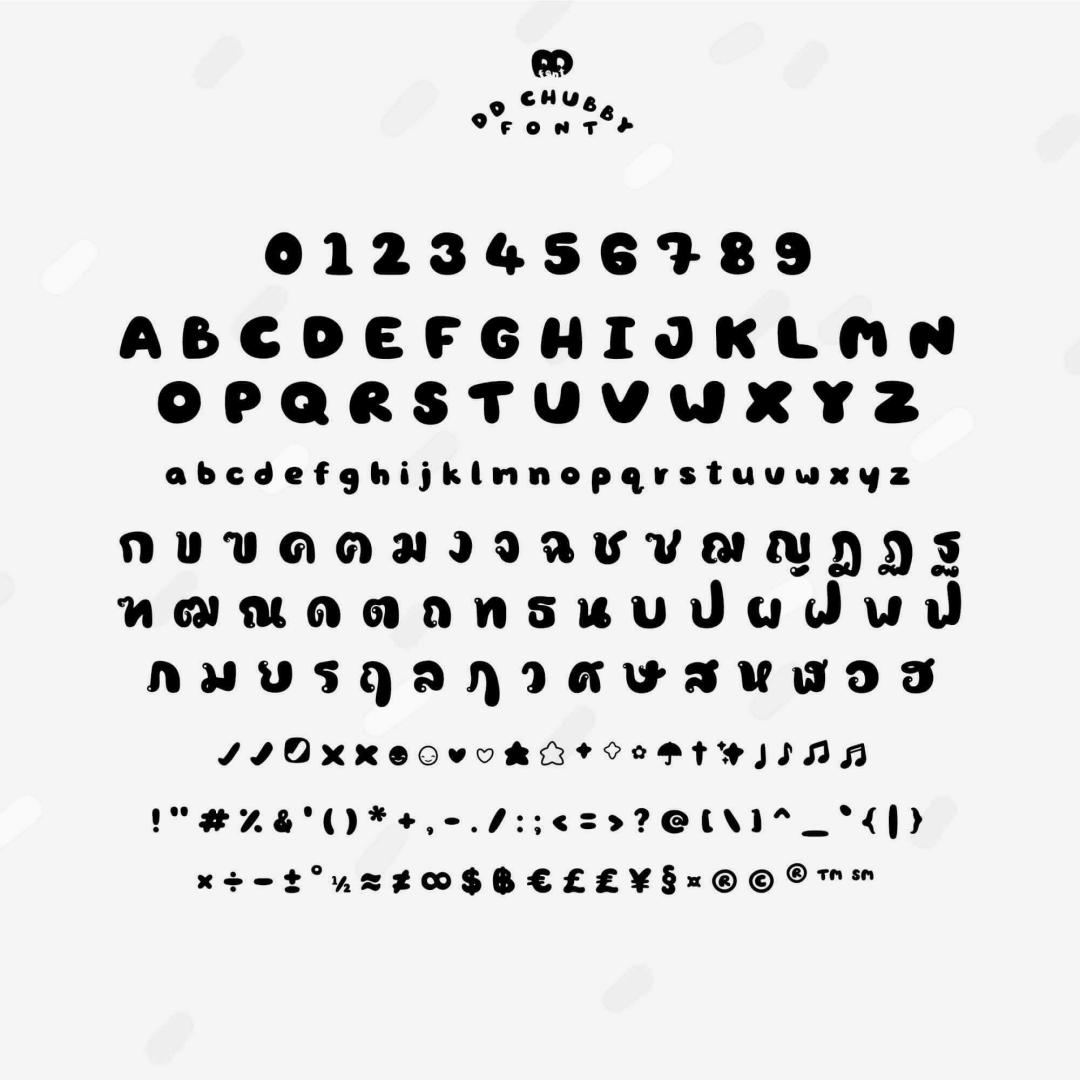 DD font
DD CHUBBY
FONT
0 1 2 3 4 5 6 7 8 9
A B C D E F G H I J K L M N
O P Q R S T U V W X Y Z
a b c d e f g h i j k l m n o p q r s t u v w x y z
ก ข ฃ ค ฅ ฆ ง จ ฉ ช ซ ฌ ญ ฎ ฏ ฐ
ฑ ฒ ณ ด ต ถ ท ธ น บ ป ผ ฝ พ ฟ
ภ ม ย ร ฤ ล ฦ ว ศ ษ ส ห ฬ อ ฮ
✓ ✓ ☑ ✗ ✗ ☻ ☺ ♥ ♡ ★ ☆ ✦ ✧ ✿ ☂ † ✨ ♩ ♪ ♫ ♬
! " # % & ' ( ) * + , - . / : ; < = > ? @ [ \ ] ^ _ ` { | }
× ÷ − ± ° ½ ≈ ≠ ∞ $ ฿ € £ ₤ ¥ § ¤ ® © ® ™ ℠